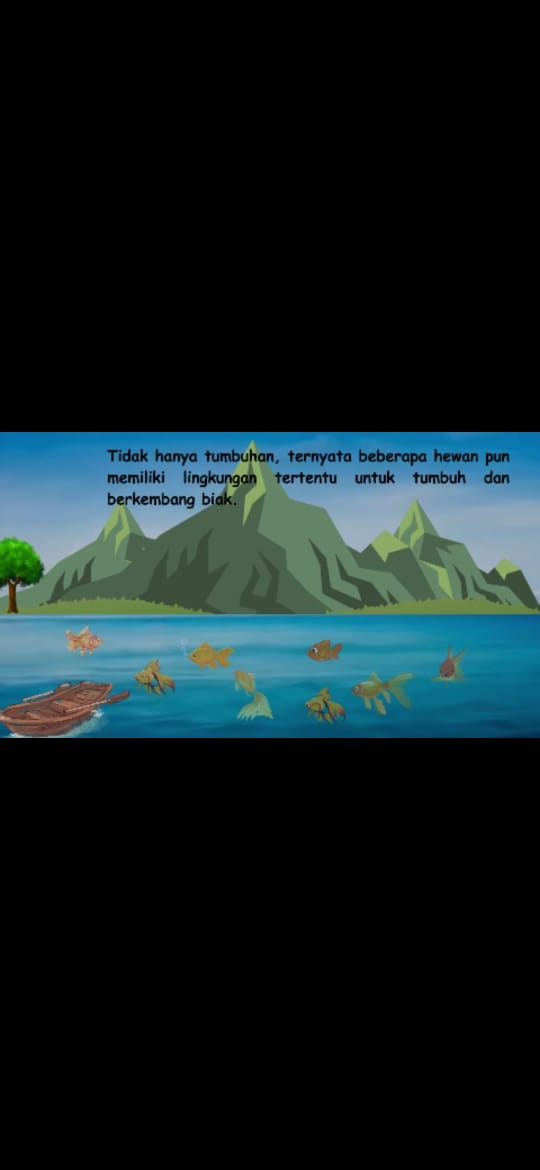 Tidak hanya tumbuhan, ternyata beberapa hewan pun
memiliki lingkungan tertentu untuk tumbuh dan
berkembang biak.